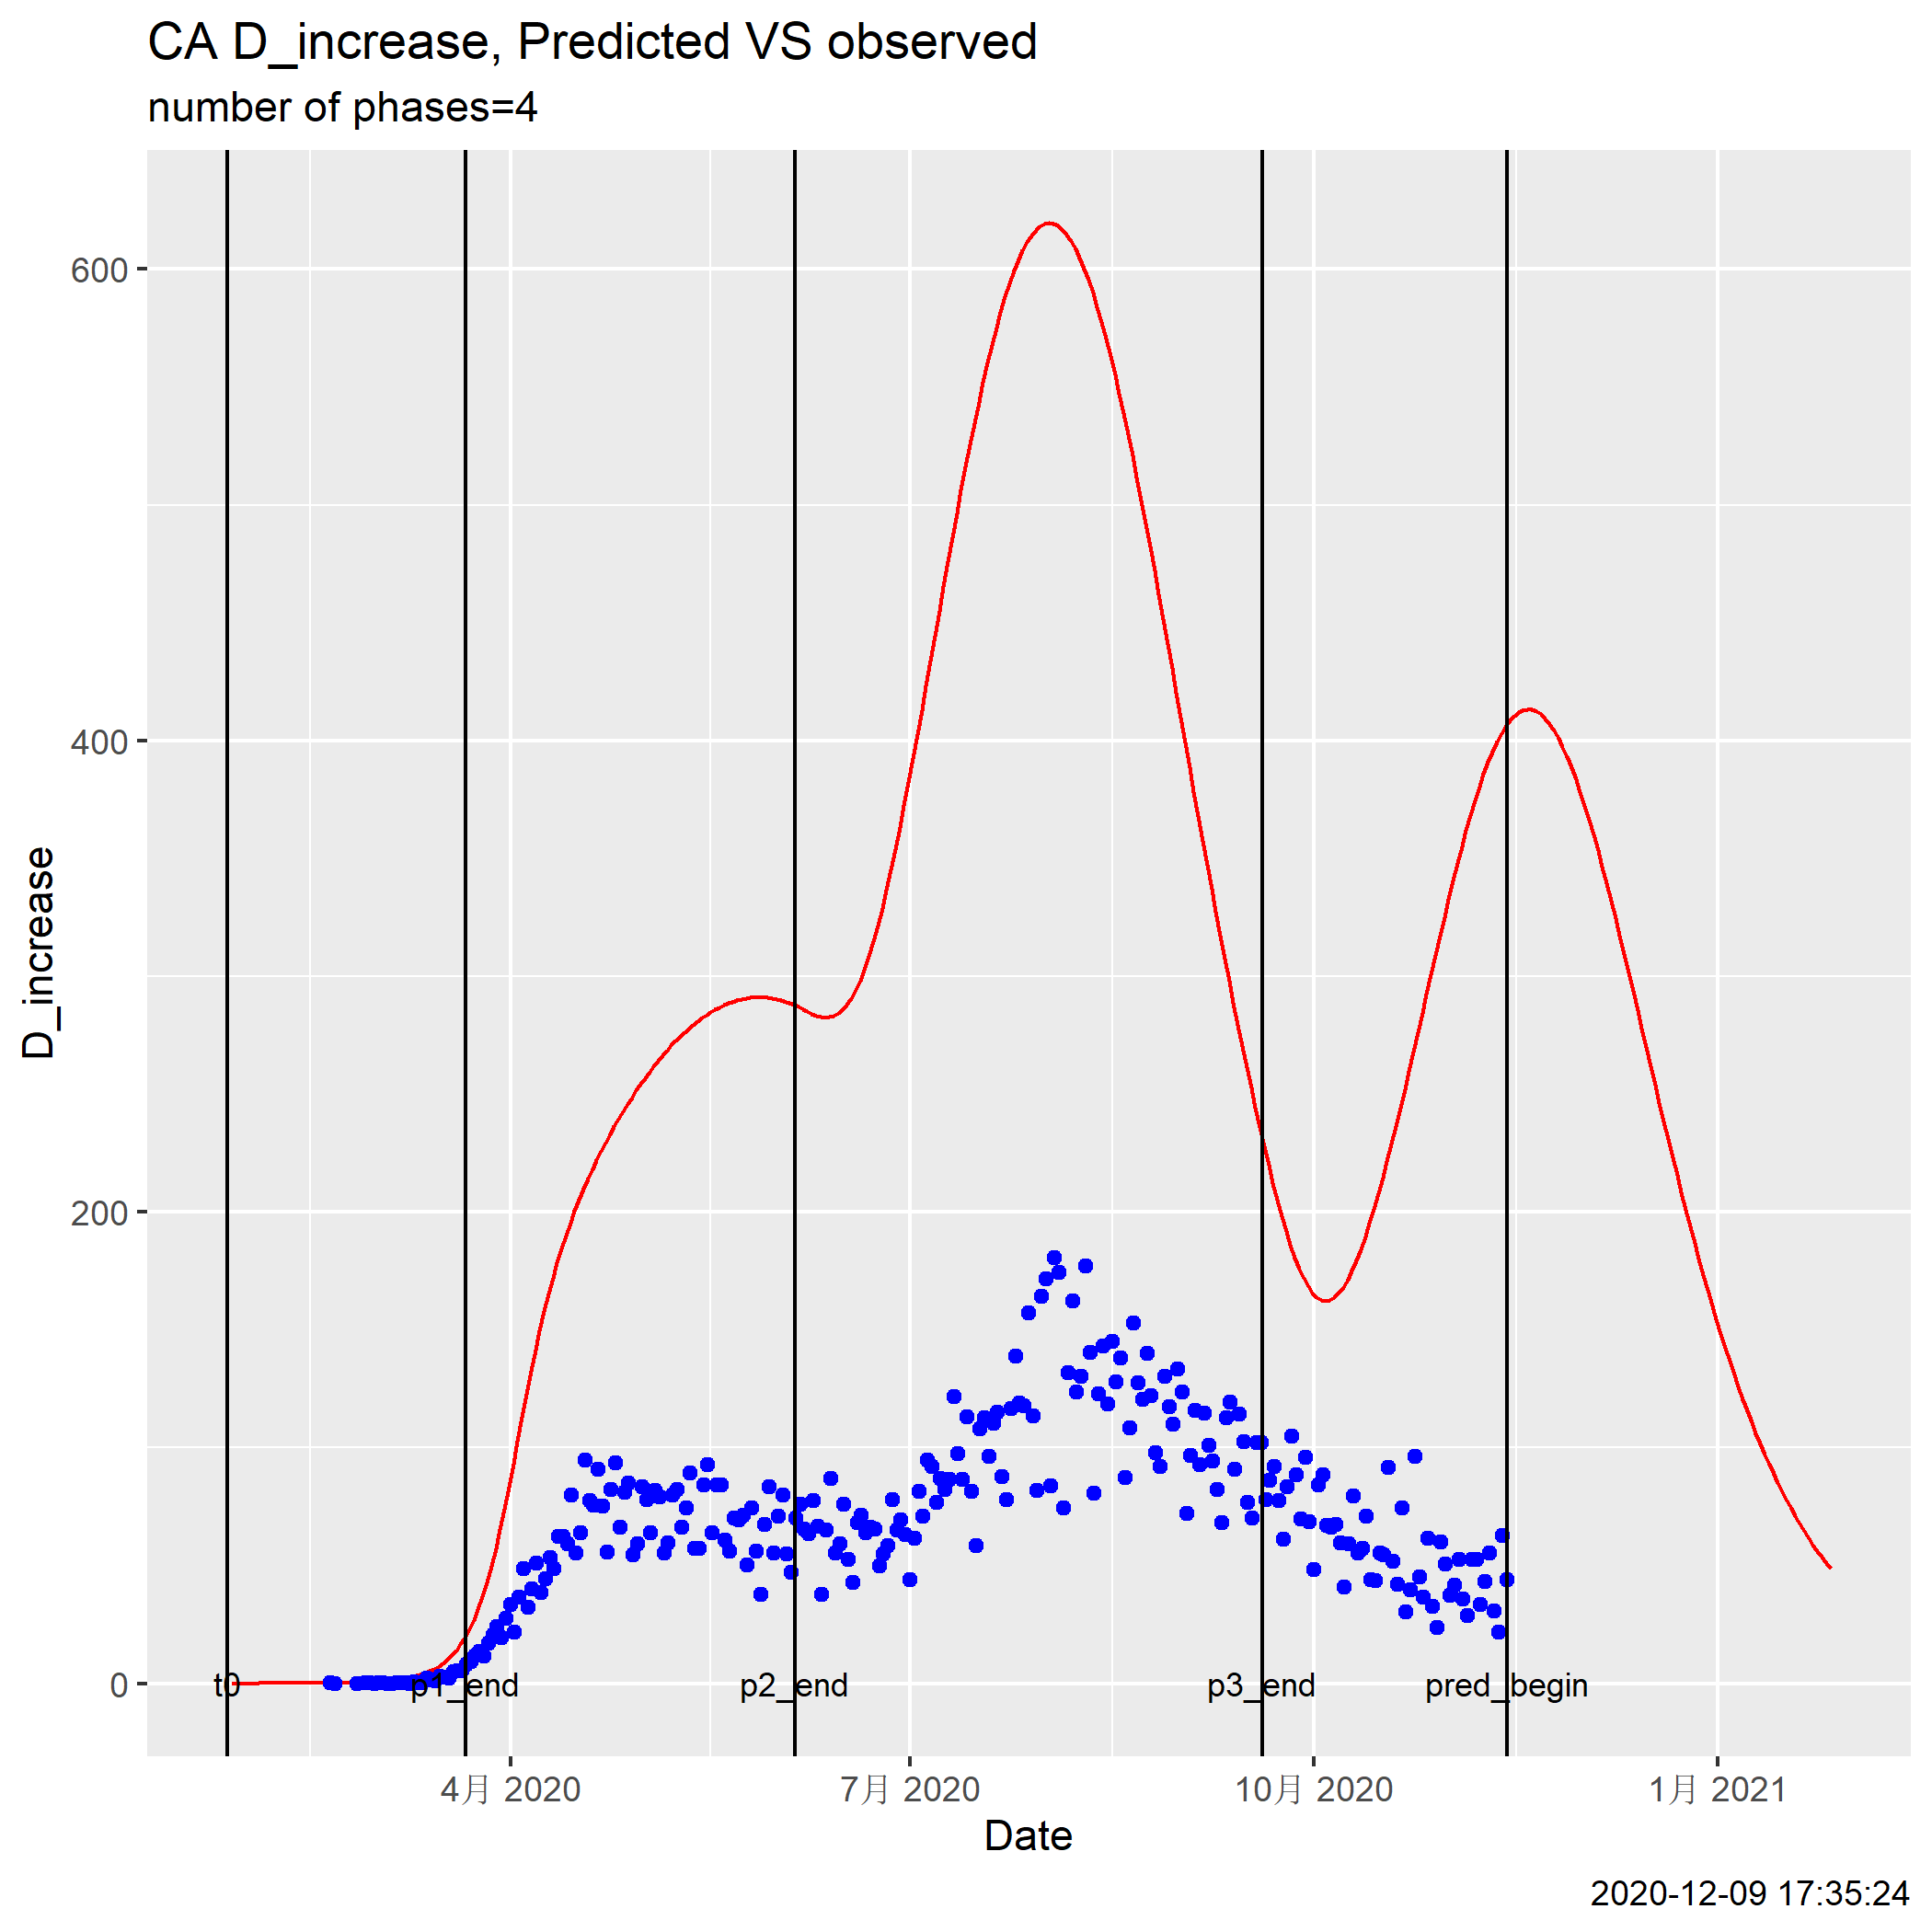 CA D_increase, Predicted VS observed
number of phases=4
600
400
200
0
D_increase
t0
p1_end
p2_end
p3_end
pred_begin
4月 2020
7月 2020
10月 2020
1月 2021
Date
2020-12-09 17:35:24